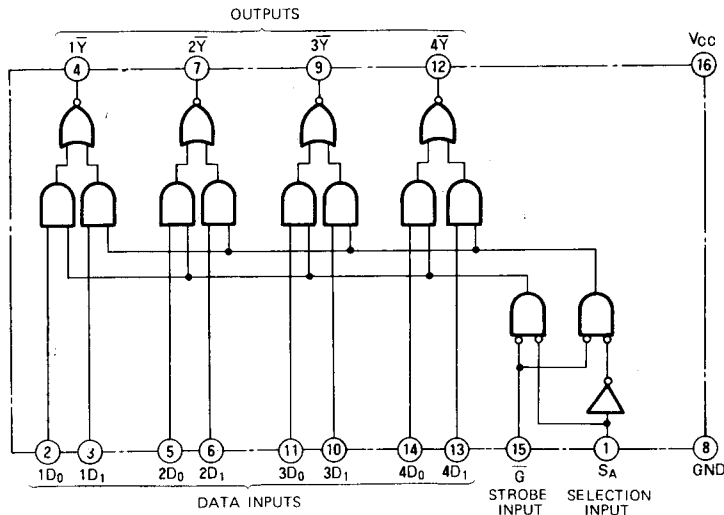 OUTPUTS
1Y̅ 2Y̅ 3Y̅ 4Y̅ VCC
4 7 9 12 16
2 3 5 6 11 10 14 13 15 1 8
1D0 1D1 2D0 2D1 3D0 3D1 4D0 4D1 G̅ SA GND
DATA INPUTS
STROBE INPUT
SELECTION INPUT